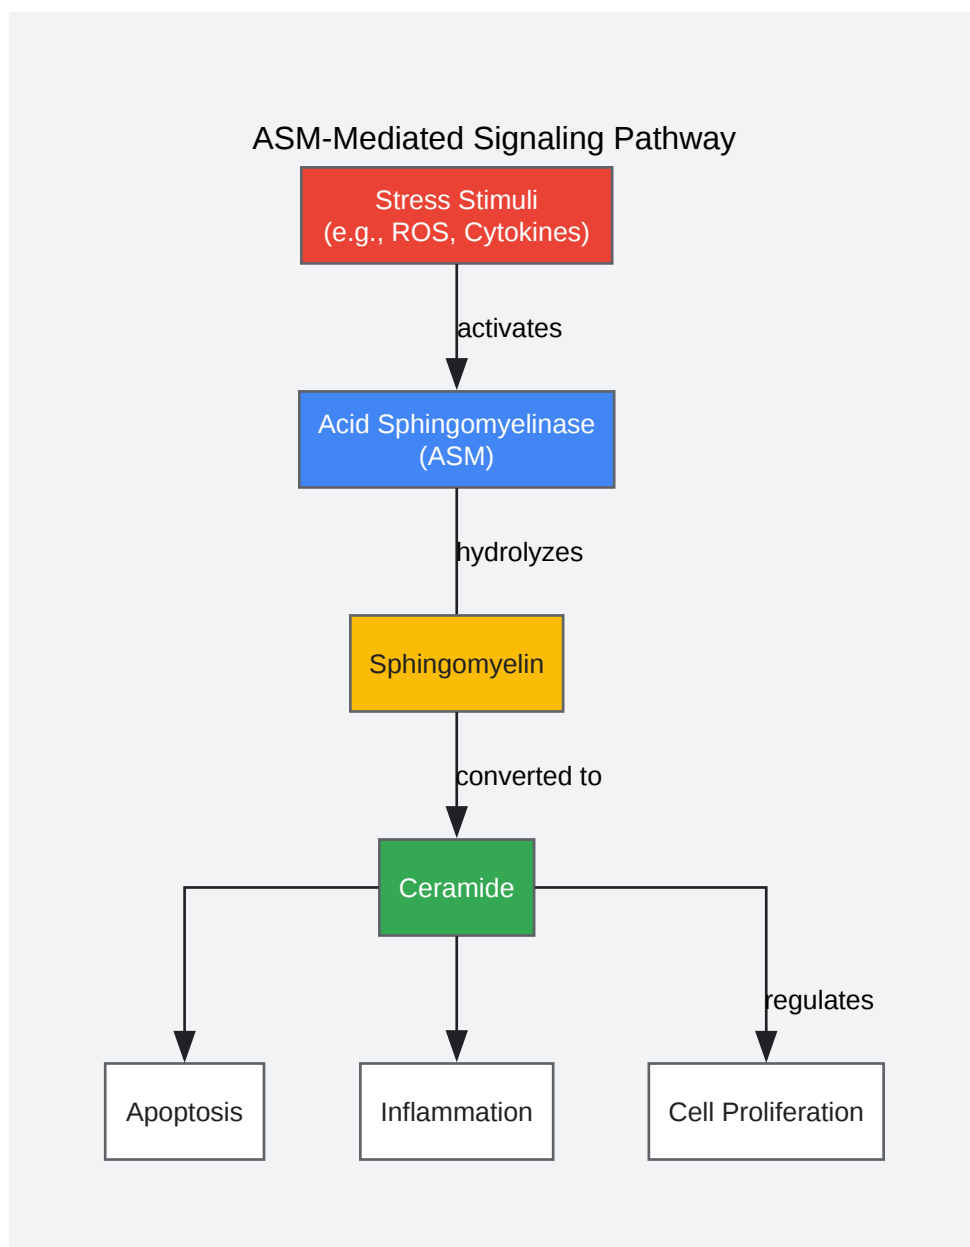 ASM-Mediated Signaling Pathway
Stress Stimuli
(e.g., ROS, Cytokines)
activates
Acid Sphingomyelinase
(ASM)
hydrolyzes
Sphingomyelin
converted to
Ceramide
regulates
Apoptosis
Inflammation
Cell Proliferation